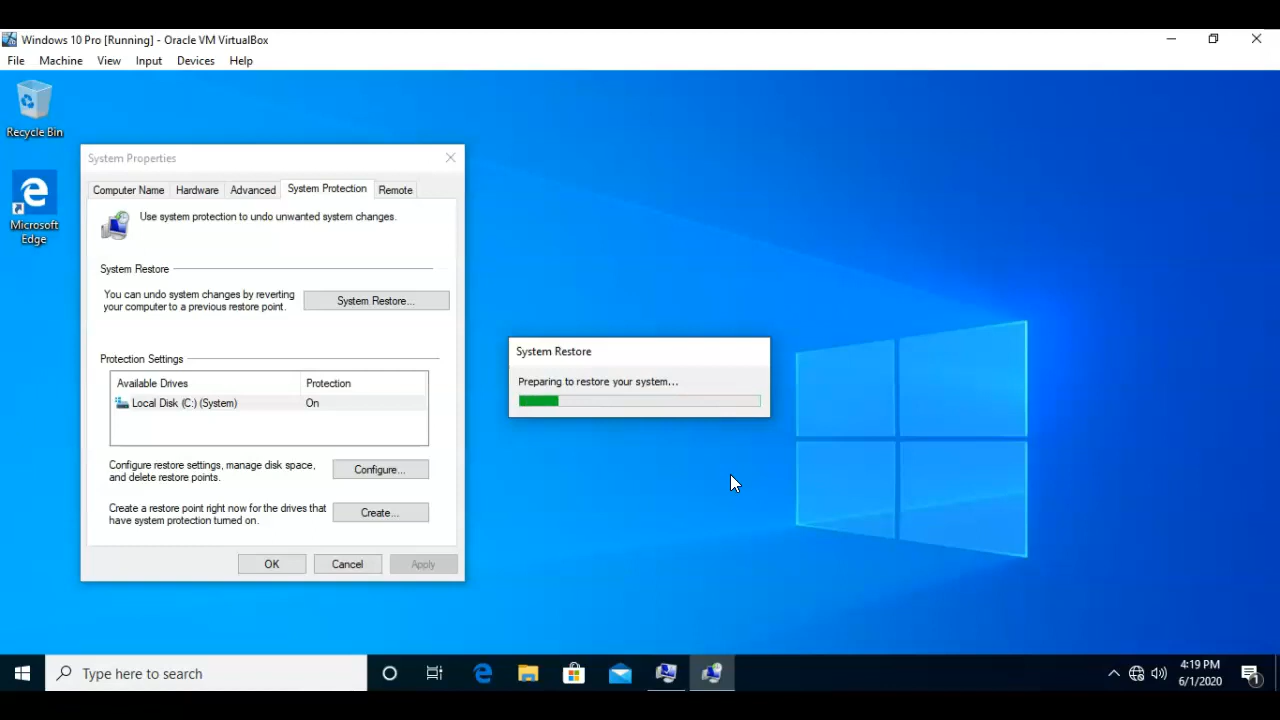 Windows 10 Pro [Running] - Oracle VM VirtualBox
File Machine View Input Devices Help
Recycle Bin
Microsoft
Edge
System Properties
Computer Name Hardware Advanced System Protection Remote
Use system protection to undo unwanted system changes.
System Restore
You can undo system changes by reverting
your computer to a previous restore point.
System Restore...
Protection Settings
Available Drives Protection
Local Disk (C:) (System) On
Configure restore settings, manage disk space,
and delete restore points.
Configure...
Create a restore point right now for the drives that
have system protection turned on.
Create...
OK Cancel Apply
System Restore
Preparing to restore your system...
Type here to search
4:19 PM
6/1/2020
1